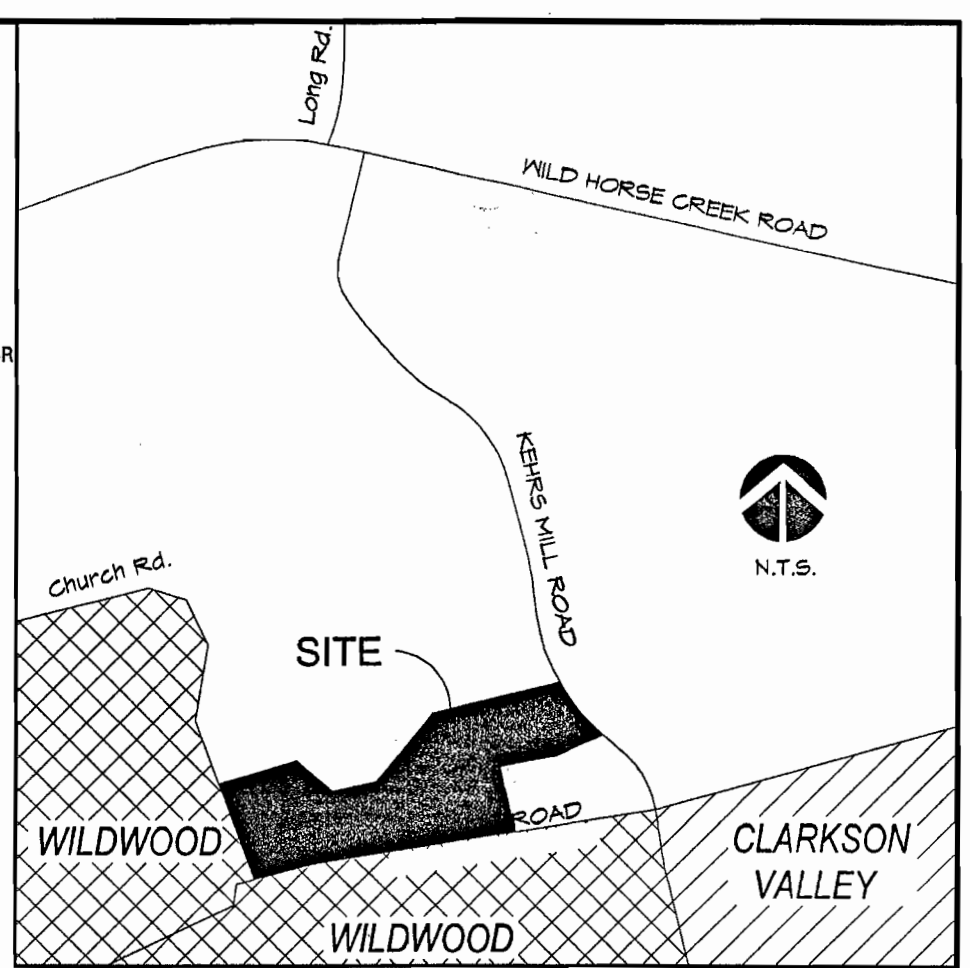 Long Rd.
WILD HORSE CREEK ROAD
R
KEHRS MILL ROAD
N.T.S.
Church Rd.
SITE
ROAD
WILDWOOD
CLARKSON
VALLEY
WILDWOOD